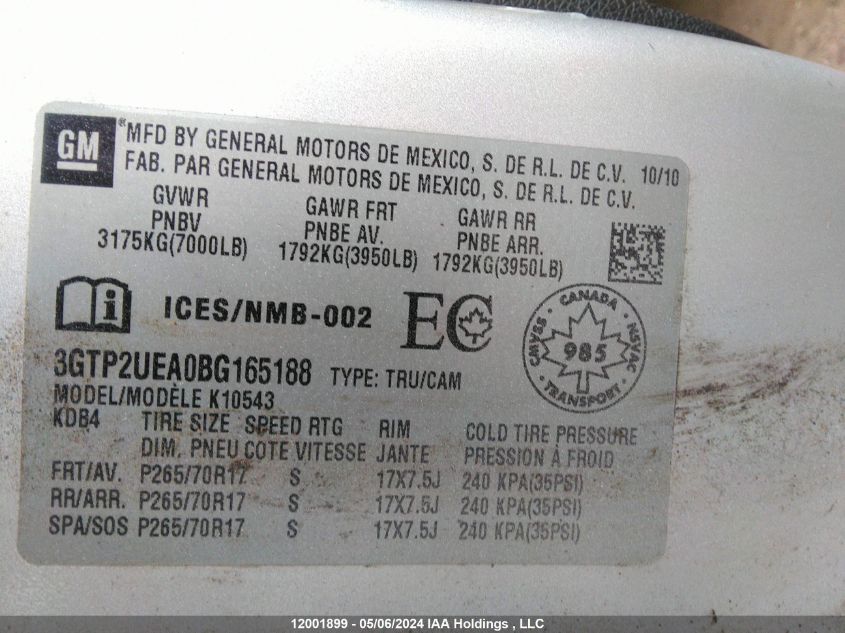 GM
® MFD BY GENERAL MOTORS DE MEXICO, S. DE R.L. DE C.V. 10/10
FAB. PAR GENERAL MOTORS DE MEXICO, S. DE R.L. DE C.V.
GVWR GAWR FRT GAWR RR
PNBV PNBE AV. PNBE ARR.
3175KG(7000LB) 1792KG(3950LB) 1792KG(3950LB)
i ICES/NMB-002 EC
CANADA
CMVSS NSVAC
985
TRANSPORT
3GTP2UEA0BG165188 TYPE: TRU/CAM
MODEL/MODÈLE K10543
KDB4 TIRE SIZE SPEED RTG RIM COLD TIRE PRESSURE
DIM. PNEU COTE VITESSE JANTE PRESSION À FROID
FRT/AV. P265/70R17 S 17X7.5J 240 KPA(35PSI)
RR/ARR. P265/70R17 S 17X7.5J 240 KPA(35PSI)
SPA/SOS P265/70R17 S 17X7.5J 240 KPA(35PSI)
12001899 - 05/06/2024 IAA Holdings , LLC